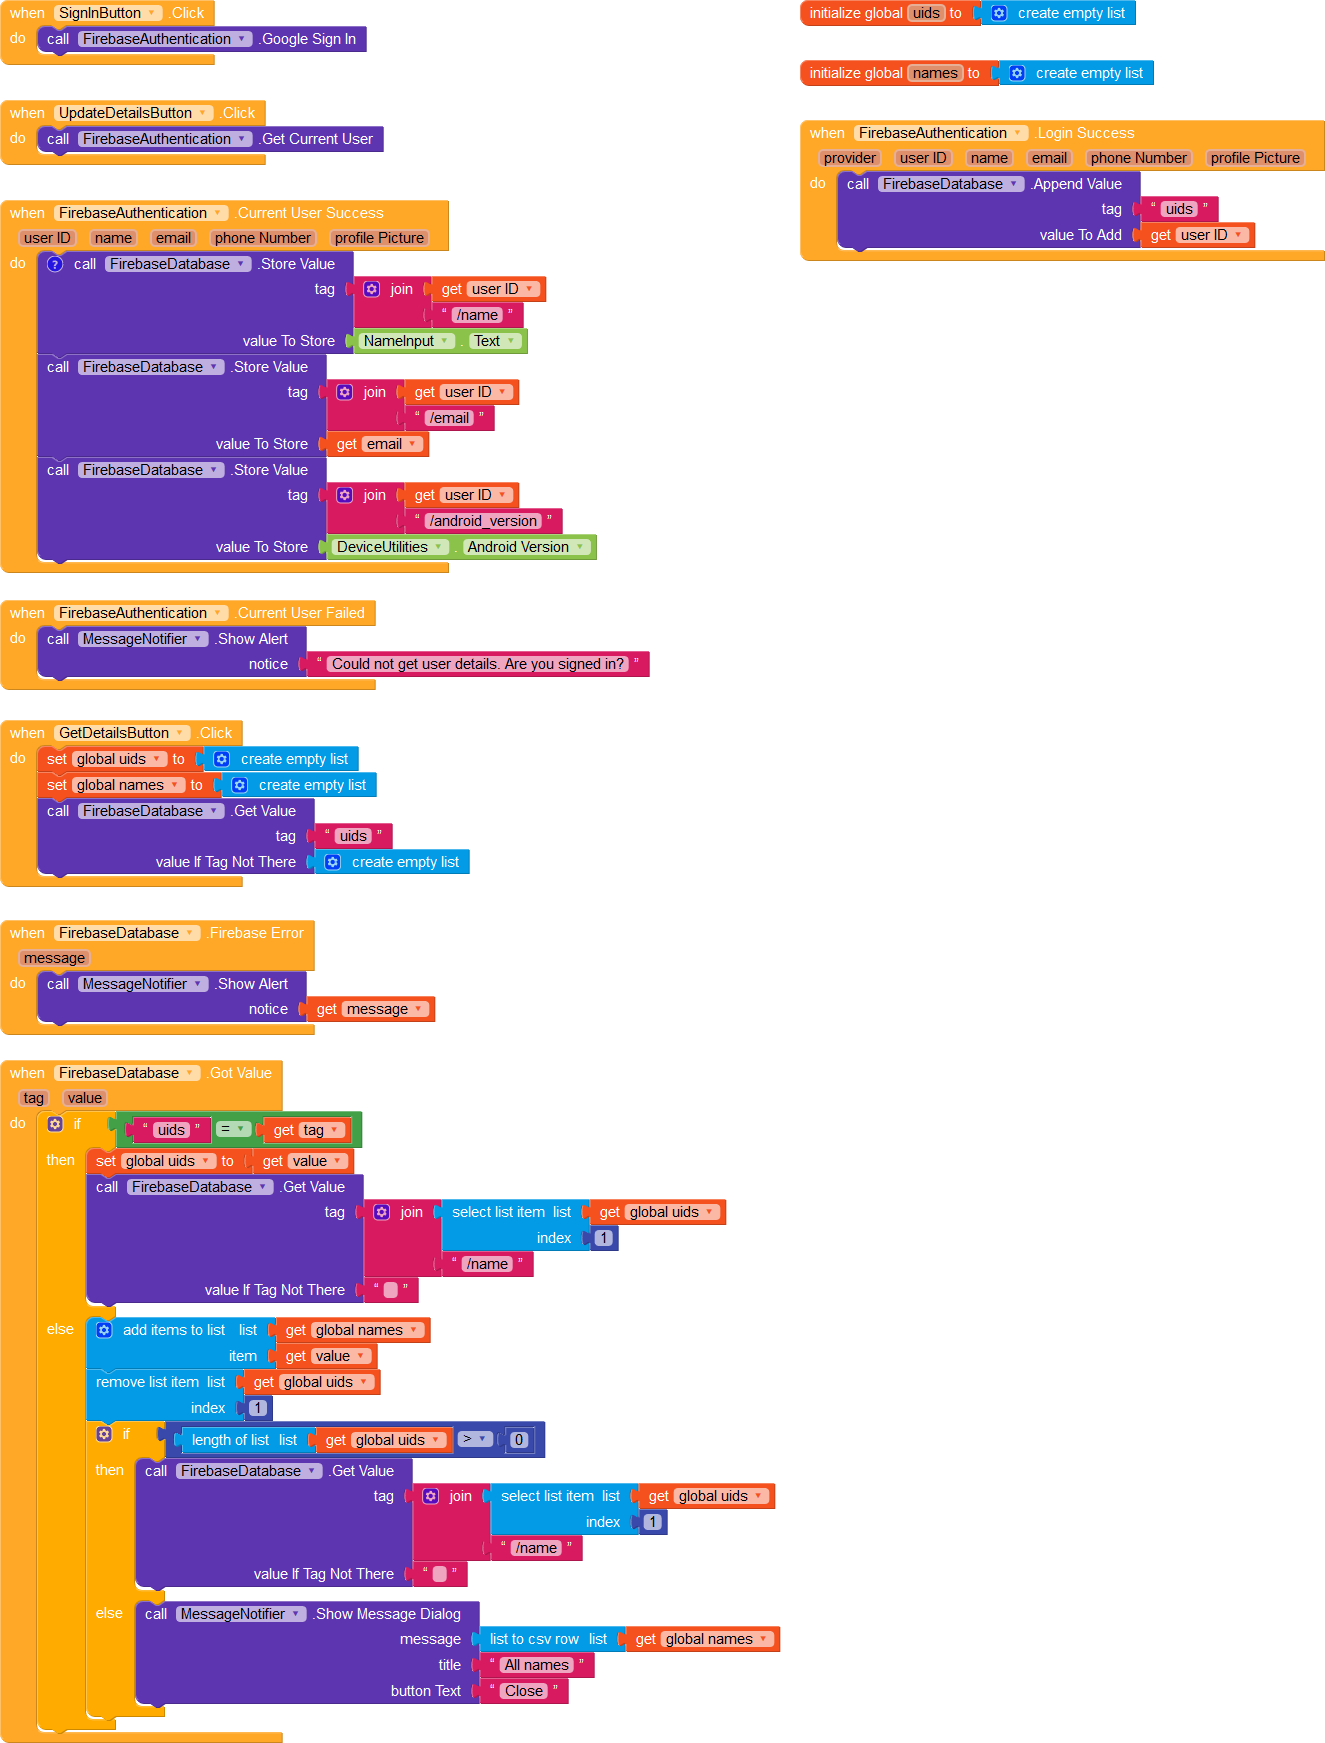 when SignInButton .Click
do call FirebaseAuthentication .Google Sign In
when UpdateDetailsButton .Click
do call FirebaseAuthentication .Get Current User
when FirebaseAuthentication .Current User Success
user ID name email phone Number profile Picture
do ? call FirebaseDatabase .Store Value
tag join get user ID
“ /name ”
value To Store NameInput . Text
call FirebaseDatabase .Store Value
tag join get user ID
“ /email ”
value To Store get email
call FirebaseDatabase .Store Value
tag join get user ID
“ /android_version ”
value To Store DeviceUtilities . Android Version
when FirebaseAuthentication .Current User Failed
do call MessageNotifier .Show Alert
notice “ Could not get user details. Are you signed in? ”
when GetDetailsButton .Click
do set global uids to create empty list
set global names to create empty list
call FirebaseDatabase .Get Value
tag “ uids ”
value If Tag Not There create empty list
when FirebaseDatabase .Firebase Error
message
do call MessageNotifier .Show Alert
notice get message
when FirebaseDatabase .Got Value
tag value
do if “ uids ” = get tag
then set global uids to get value
call FirebaseDatabase .Get Value
tag join select list item list get global uids
index 1
“ /name ”
value If Tag Not There “ ”
else add items to list list get global names
item get value
remove list item list get global uids
index 1
if length of list list get global uids > 0
then call FirebaseDatabase .Get Value
tag join select list item list get global uids
index 1
“ /name ”
value If Tag Not There “ ”
else call MessageNotifier .Show Message Dialog
message list to csv row list get global names
title “ All names ”
button Text “ Close ”
initialize global uids to create empty list
initialize global names to create empty list
when FirebaseAuthentication .Login Success
provider user ID name email phone Number profile Picture
do call FirebaseDatabase .Append Value
tag “ uids ”
value To Add get user ID